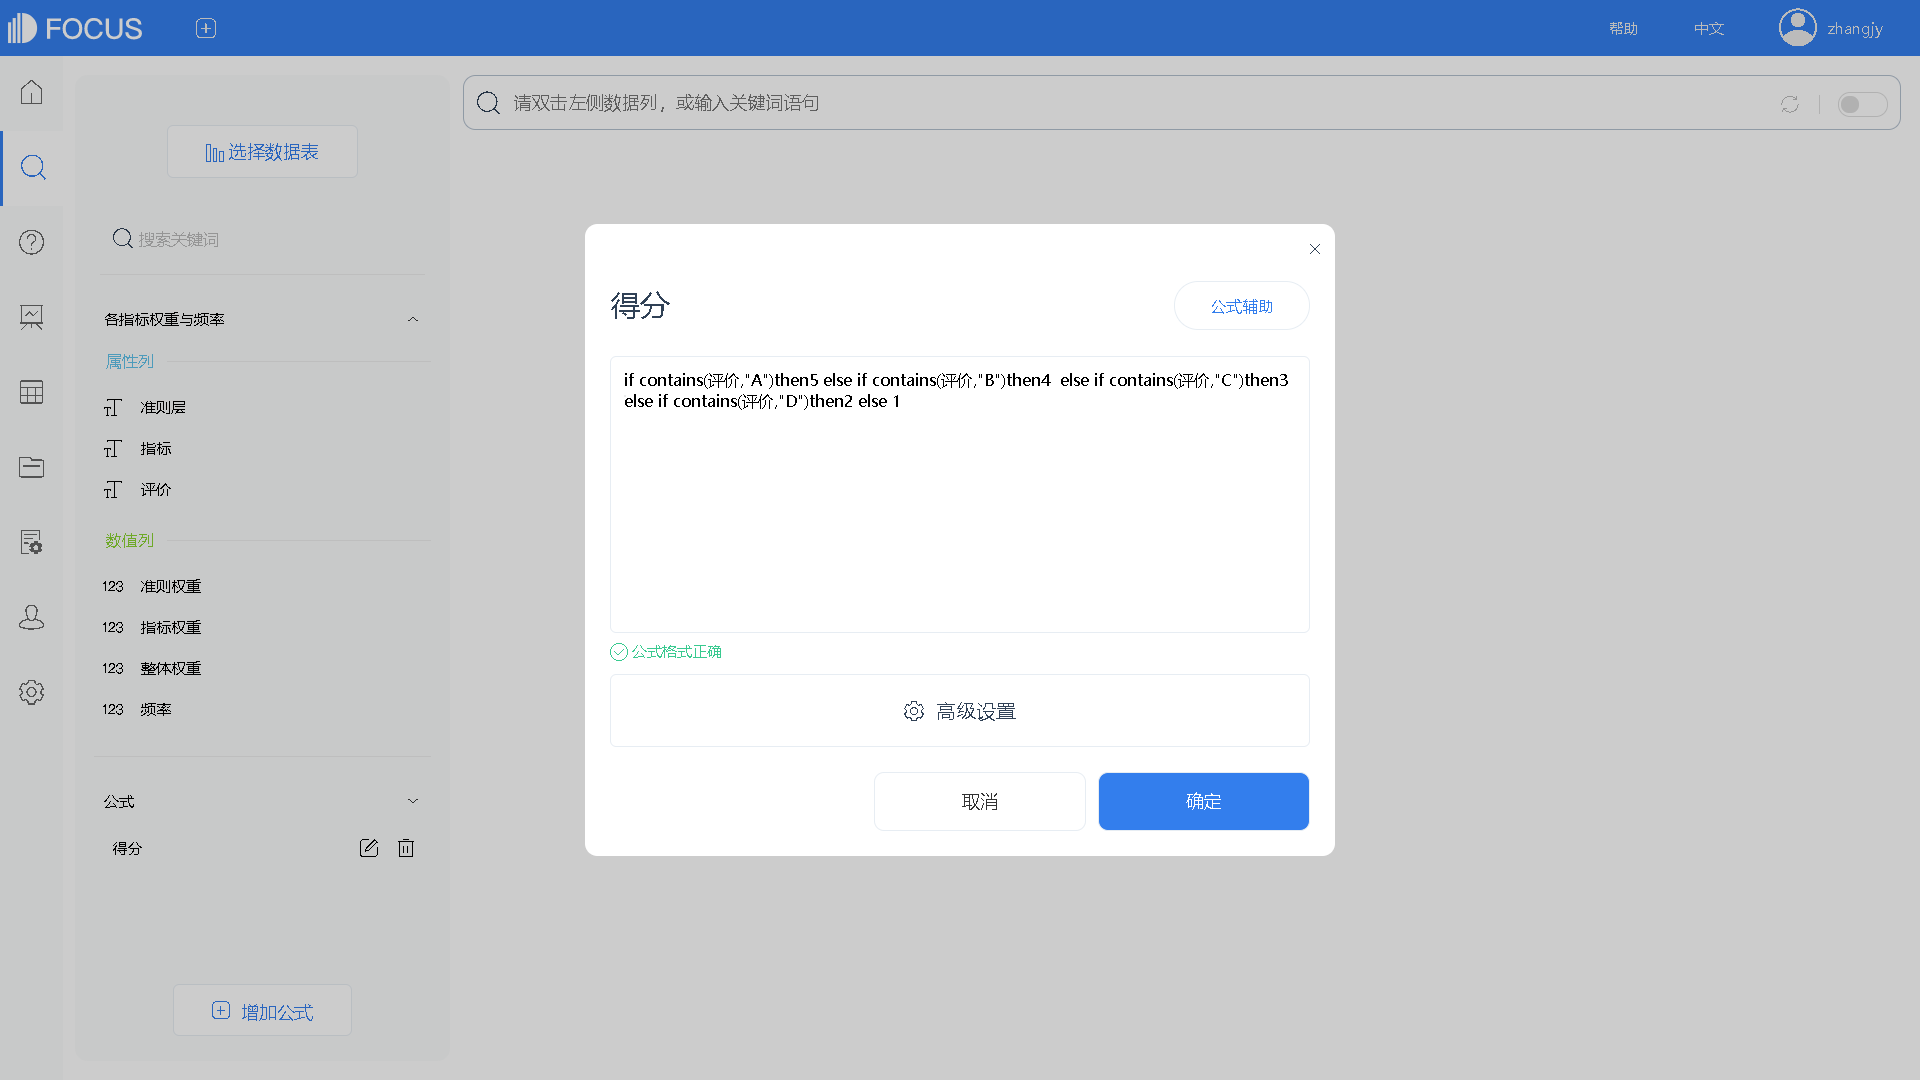 FOCUS
帮助
中文
zhangjy
选择数据表
请双击左侧数据列，或输入关键词语句
搜索关键词
各指标权重与频率
属性列
准则层
指标
评价
数值列
123 准则权重
123 指标权重
123 整体权重
123 频率
公式
得分
增加公式
得分
公式辅助
if contains(评价,"A")then5 else if contains(评价,"B")then4  else if contains(评价,"C")then3
else if contains(评价,"D")then2 else 1
公式格式正确
高级设置
取消
确定